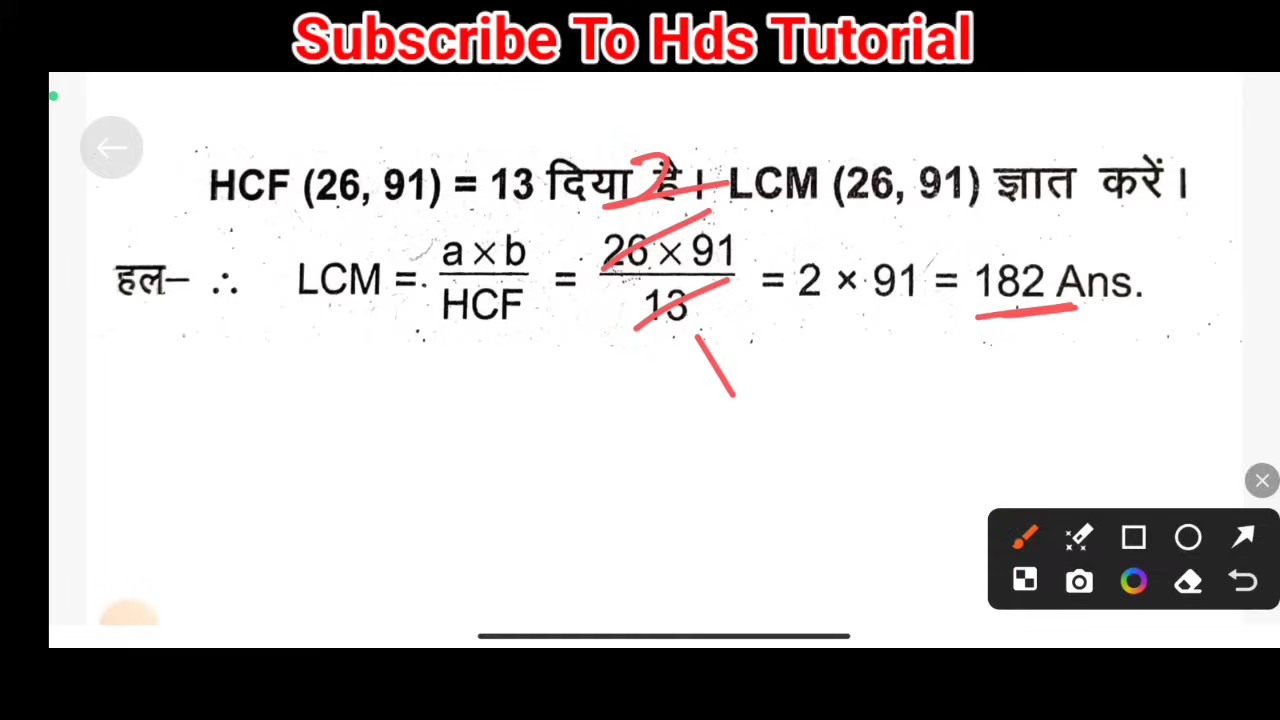 Subscribe To Hds Tutorial
HCF (26, 91) = 13 दिया है। LCM (26, 91) ज्ञात करें।
2
हल– ∴ LCM = a × b / HCF = 26 × 91 / 13 = 2 × 91 = 182 Ans.